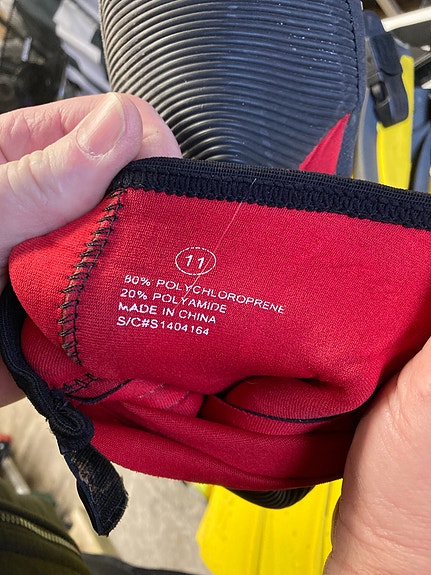 11
80% POLYCHLOROPRENE
20% POLYAMIDE
MADE IN CHINA
S/C#S1404164